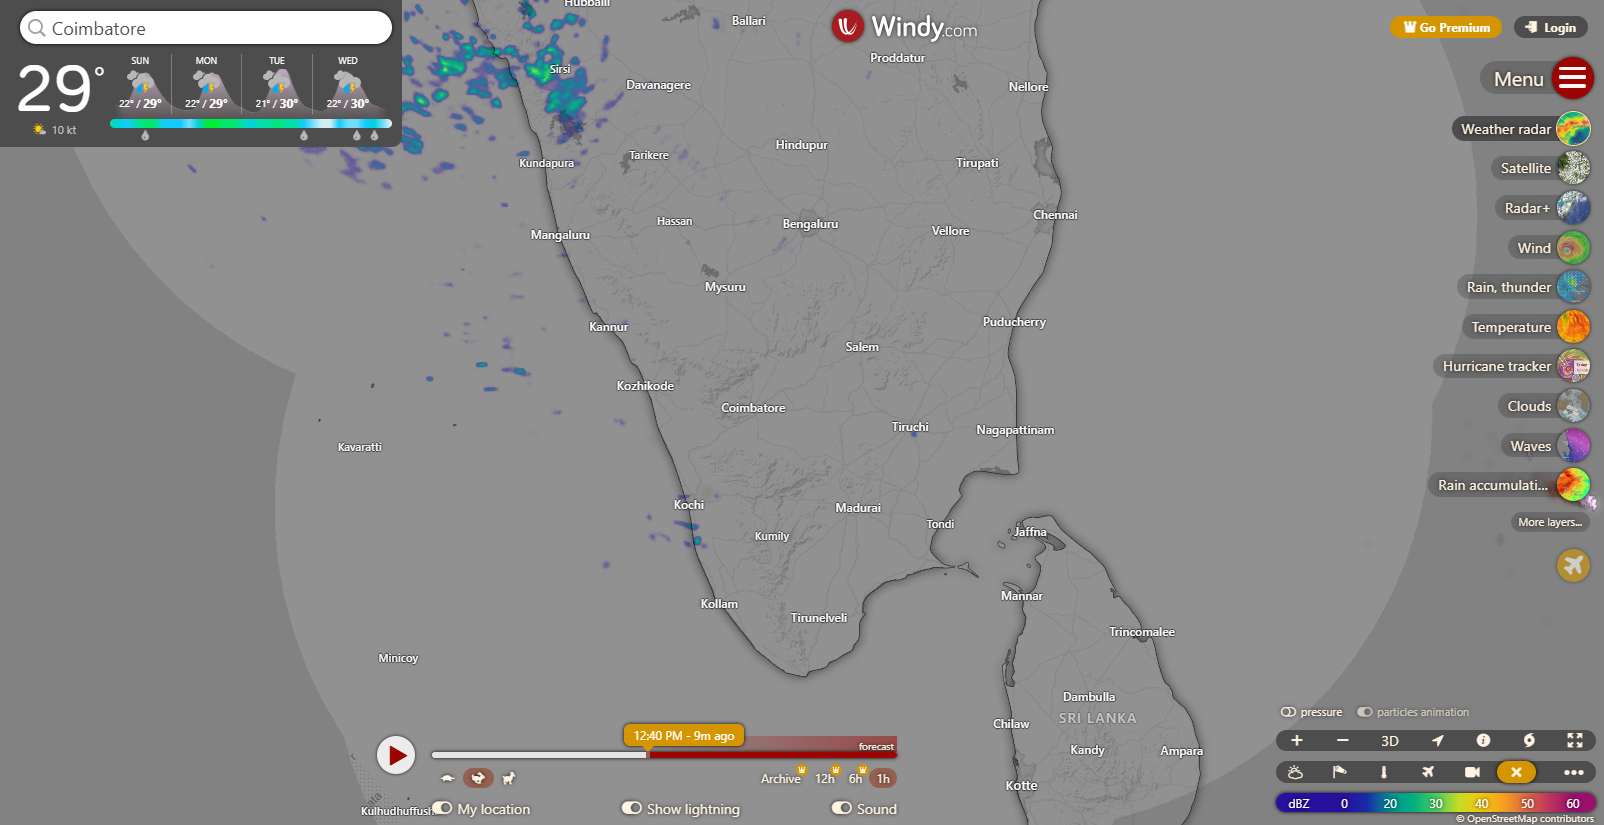 Coimbatore
29°
10 kt
SUN
22° / 29°
MON
22° / 29°
TUE
21° / 30°
WED
22° / 30°
Windy.com
Go Premium
Login
Menu
Weather radar
Satellite
Radar+
Wind
Rain, thunder
Temperature
Hurricane tracker
Clouds
Waves
Rain accumulati...
More layers...
Hubballi
Ballari
Proddatur
Sirsi
Davanagere
Nellore
Kundapura
Tarikere
Hindupur
Tirupati
Hassan
Bengaluru
Chennai
Mangaluru
Vellore
Mysuru
Kannur
Puducherry
Salem
Kozhikode
Coimbatore
Tiruchi
Nagapattinam
Kavaratti
Kochi
Madurai
Kumily
Tondi
Jaffna
Kollam
Tirunelveli
Mannar
Trincomalee
Minicoy
Dambulla
Chilaw
SRI LANKA
Kandy
Ampara
Kotte
Kulhudhuffush
12:40 PM - 9m ago
forecast
Archive
12h
6h
1h
My location
Show lightning
Sound
pressure
particles animation
+ − 3D
dBZ 0 20 30 40 50 60
© OpenStreetMap contributors